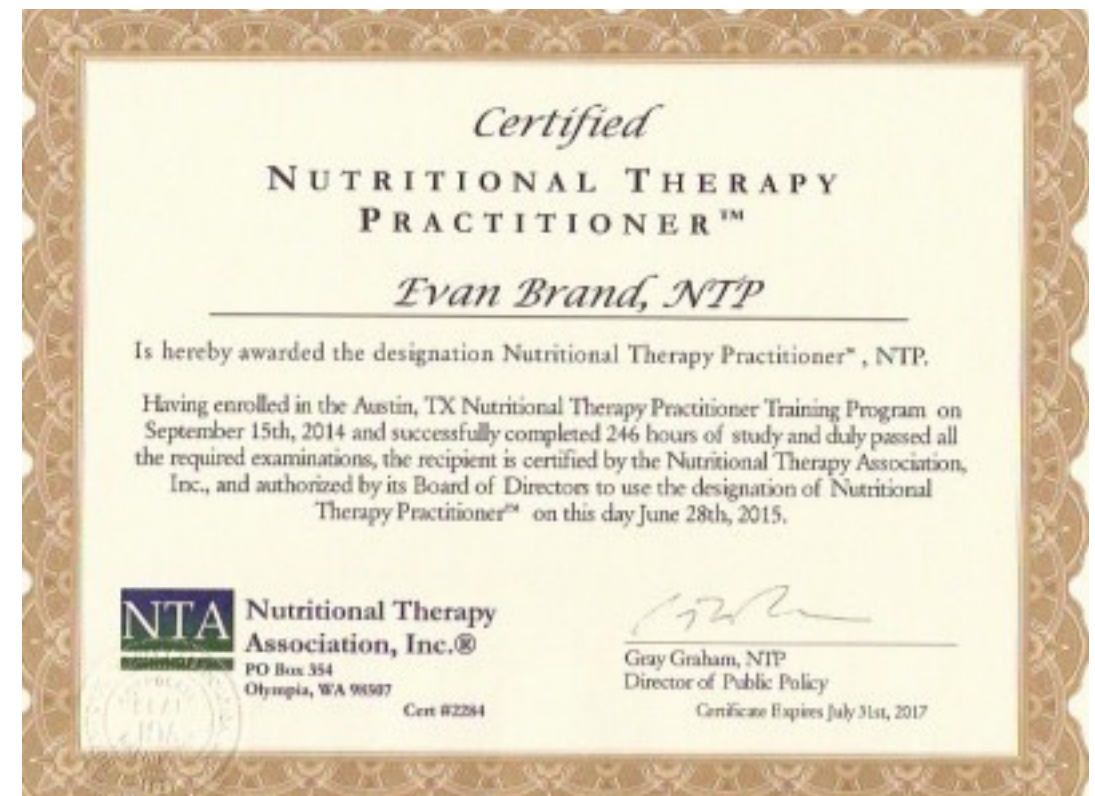 Certified
NUTRITIONAL THERAPY
PRACTITIONER™
Evan Brand, NTP
Is hereby awarded the designation Nutritional Therapy Practitioner™ , NTP.
Having enrolled in the Austin, TX Nutritional Therapy Practitioner Training Program on
September 15th, 2014 and successfully completed 246 hours of study and duly passed all
the required examinations, the recipient is certified by the Nutritional Therapy Association,
Inc., and authorized by its Board of Directors to use the designation of Nutritional
Therapy Practitioner™ on this day June 28th, 2015.
NTA
Nutritional Therapy
Association, Inc.®
PO Box 354
Olympia, WA 98507
Cert #2284
Gray Graham, NTP
Director of Public Policy
Certificate Expires July 31st, 2017